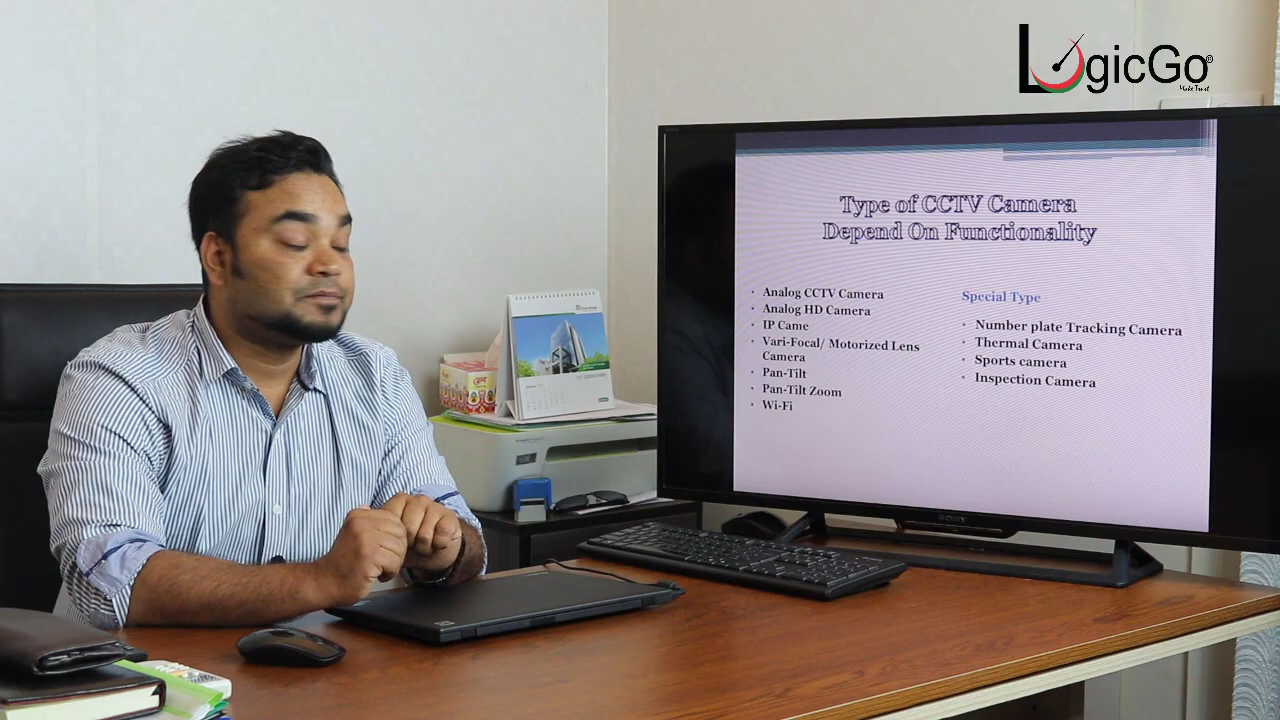 LogicGo®
Make Trust
Type of CCTV Camera
Depend On Functionality
• Analog CCTV Camera
• Analog HD Camera
• IP Came
• Vari-Focal/ Motorized Lens
Camera
• Pan-Tilt
• Pan-Tilt Zoom
• Wi-Fi
Special Type
• Number plate Tracking Camera
• Thermal Camera
• Sports camera
• Inspection Camera
SONY